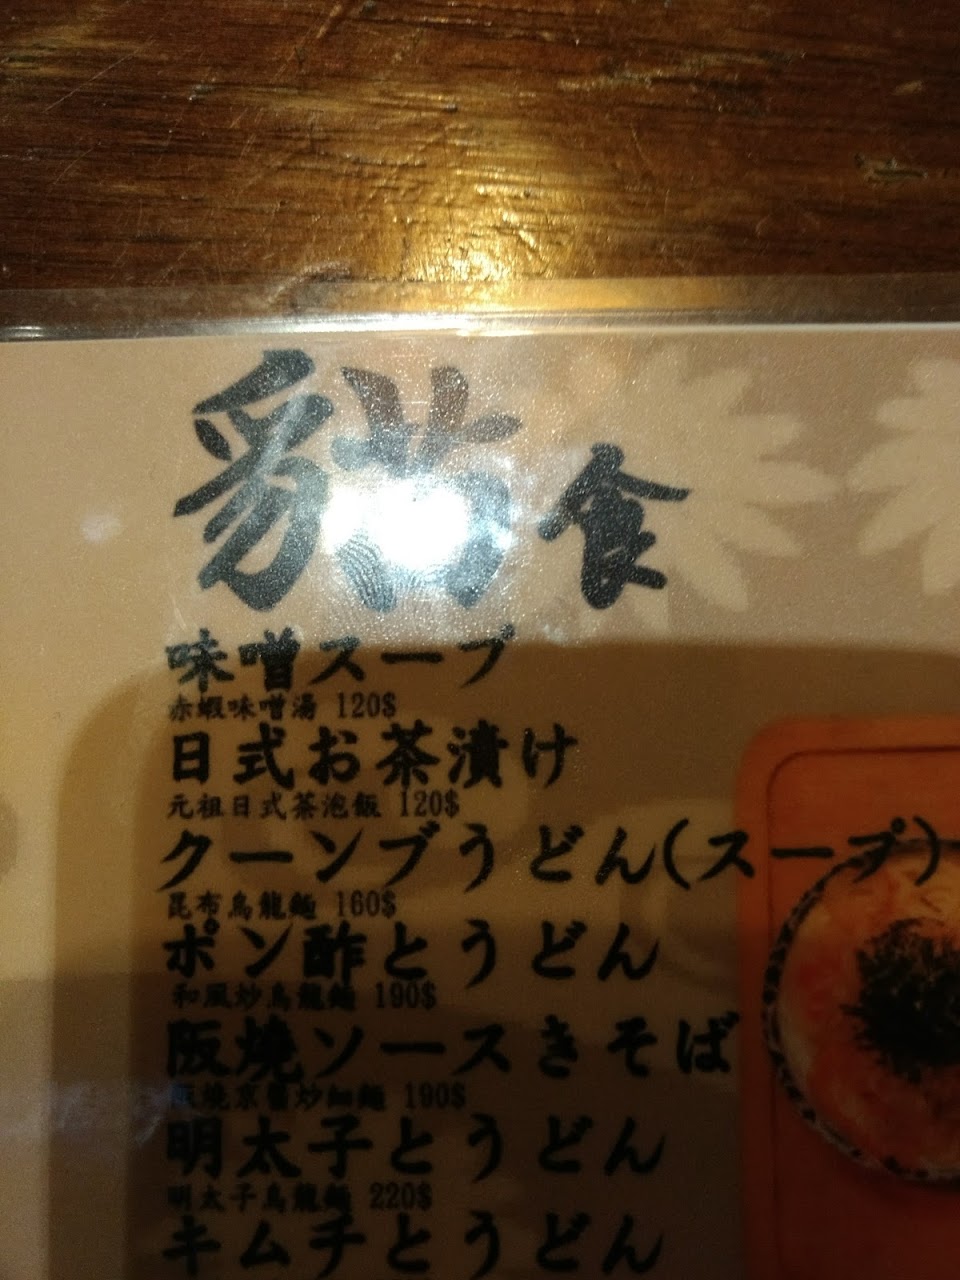 貓食
味噌スープ
赤蝦味噌湯 120$
日式お茶漬け
元祖日式茶泡飯 120$
クーンブうどん(スープ)
昆布烏龍麵 160$
ポン酢とうどん
和風炒烏龍麵 190$
阪燒ソースきそば
阪燒京醬炒細麵 190$
明太子とうどん
明太子烏龍麵 220$
キムチとうどん